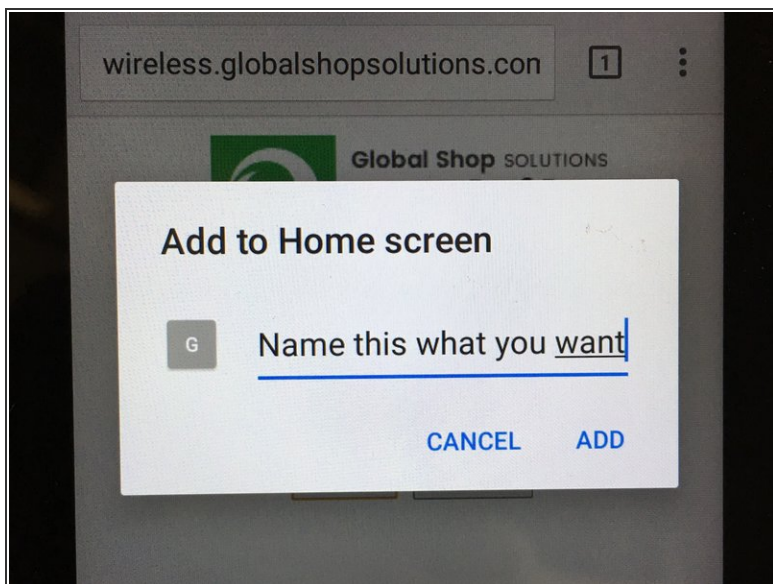 wireless.globalshopsolutions.con
1
Global Shop SOLUTIONS
Add to Home screen
G
Name this what you want
CANCEL
ADD